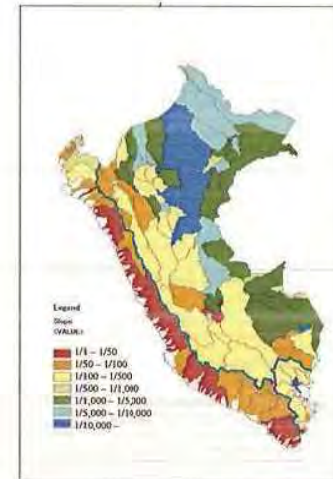 Legend
Slope
(VALUE)
1/1 – 1/50
1/50 – 1/100
1/100 – 1/500
1/500 – 1/1,000
1/1,000 – 1/5,000
1/5,000 – 1/10,000
1/10,000 –